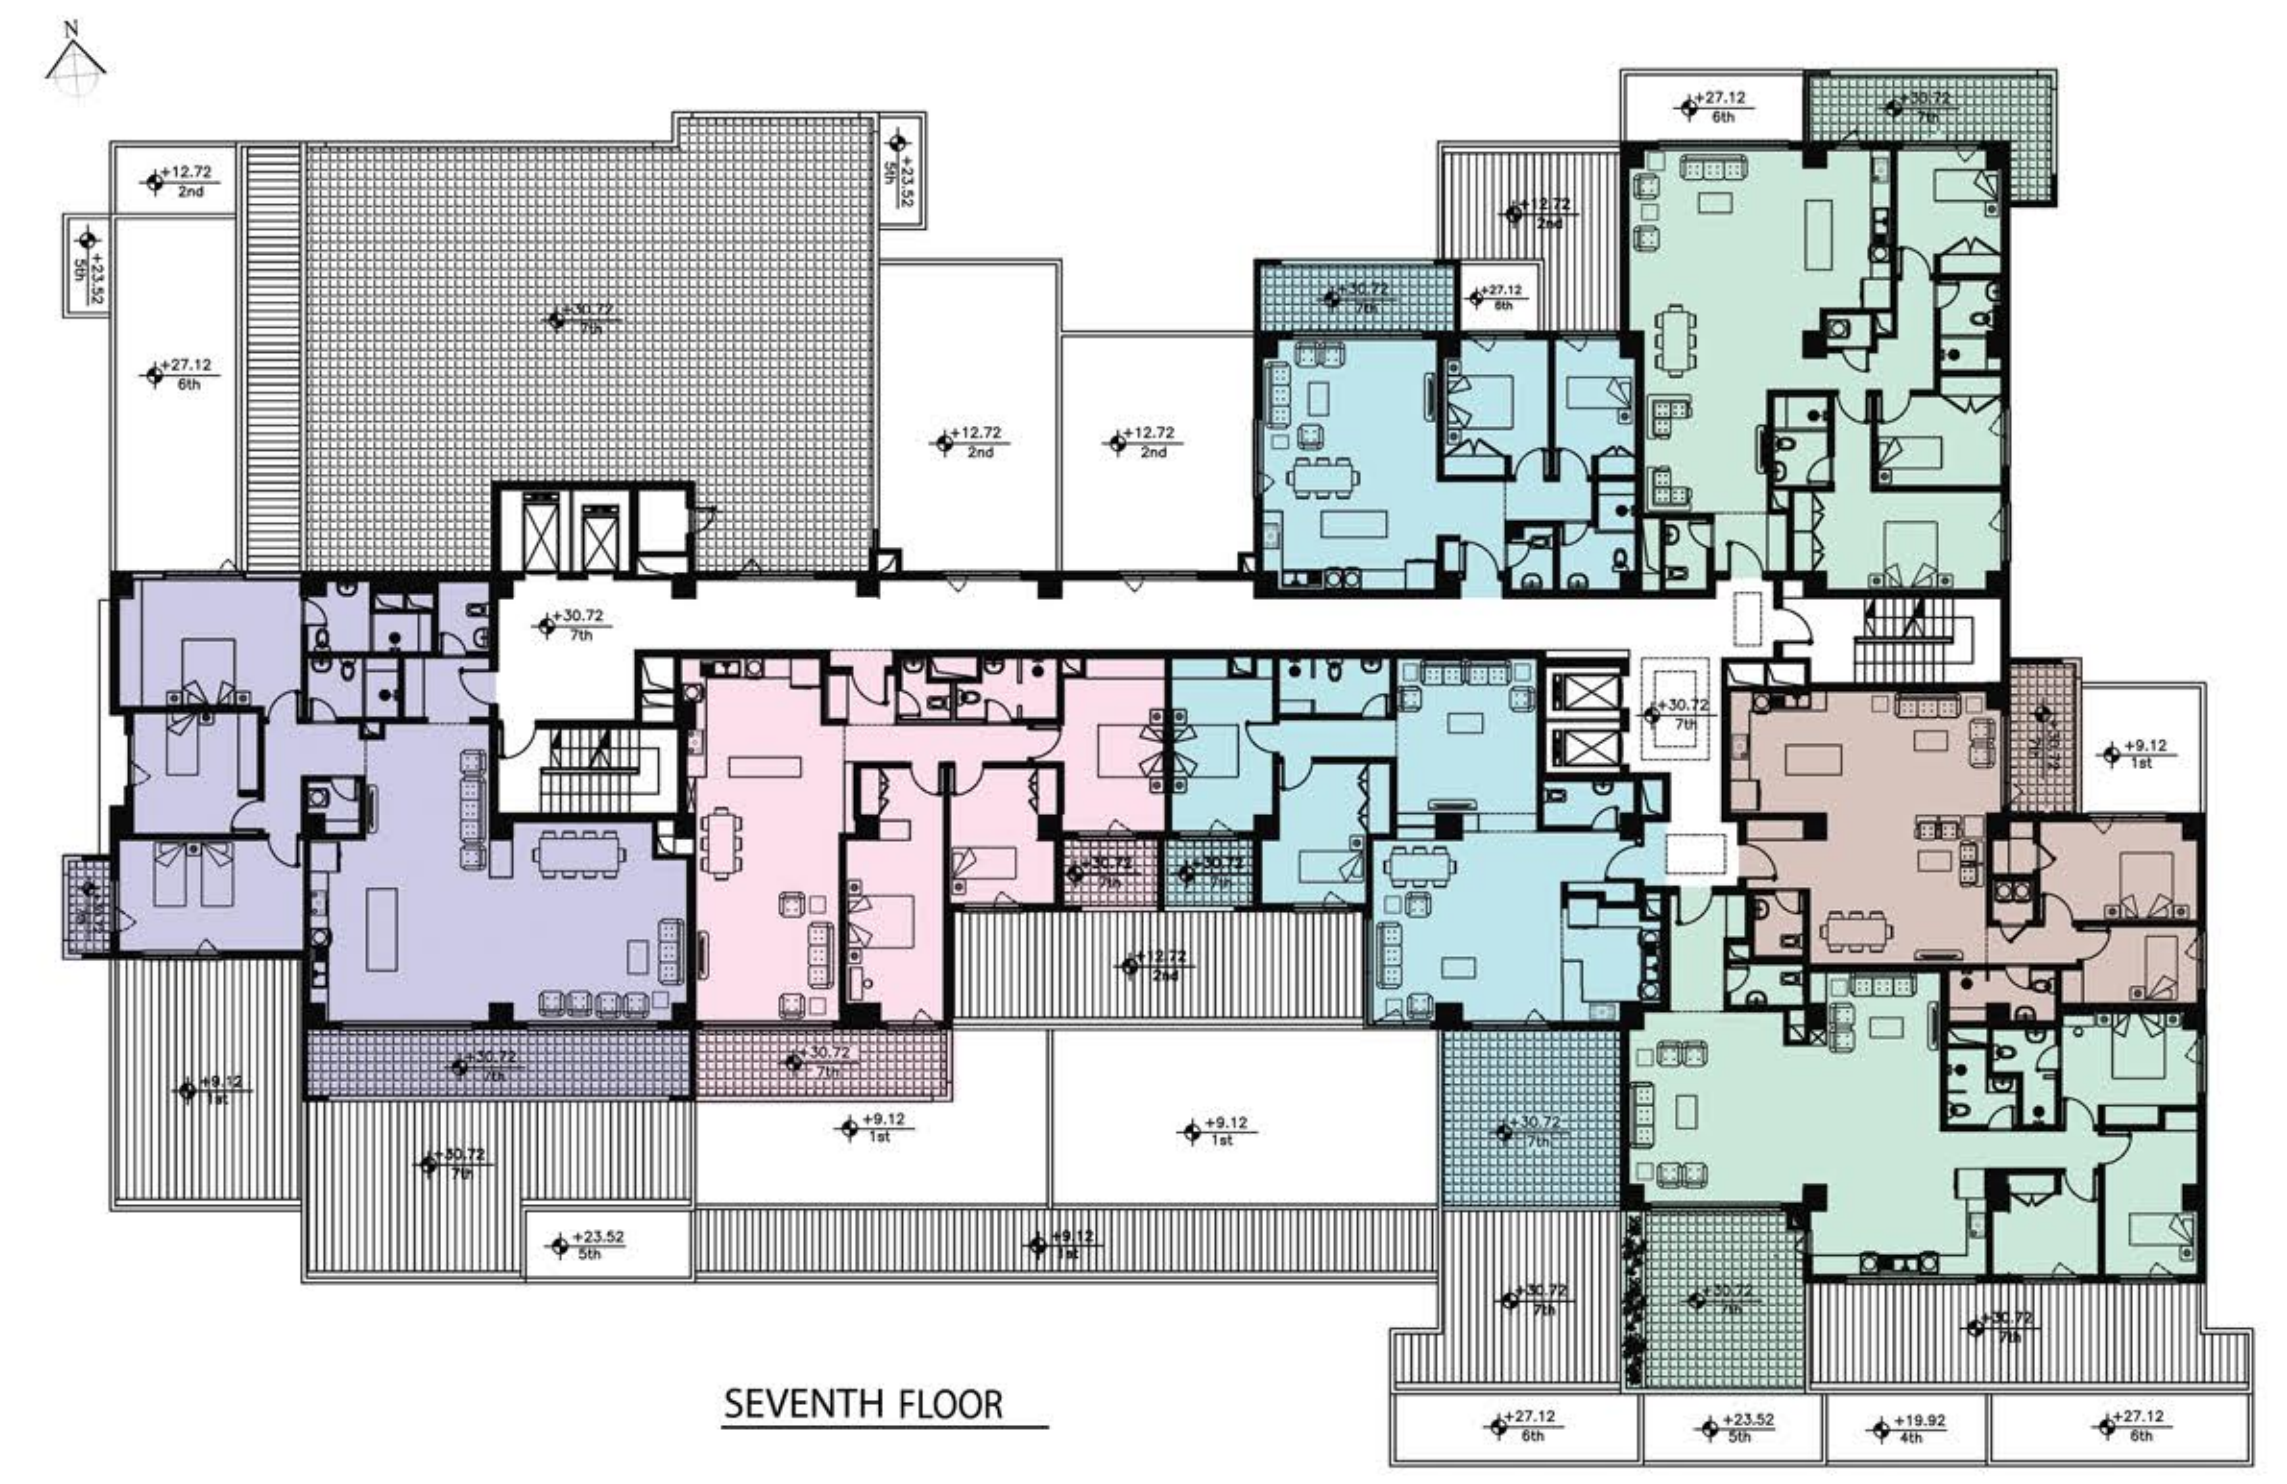 N
+27.12
6th
+30.72
7th
+12.72
2nd
+23.52
5th
+12.72
2nd
+23.52
5th
+30.72
7th
+27.12
6th
+30.72
7th
+27.12
6th
+12.72
2nd
+12.72
2nd
+30.72
7th
+30.72
7th
+30.72
7th
+9.12
1st
+30.72
7th
+30.72
7th
+12.72
2nd
+30.72
7th
+30.72
7th
+9.12
1st
+9.12
1st
+9.12
1st
+30.72
7th
+30.72
7th
+23.52
5th
+9.12
1st
+30.72
7th
+30.72
7th
+30.72
7th
SEVENTH FLOOR
+27.12
6th
+23.52
5th
+19.92
4th
+27.12
6th